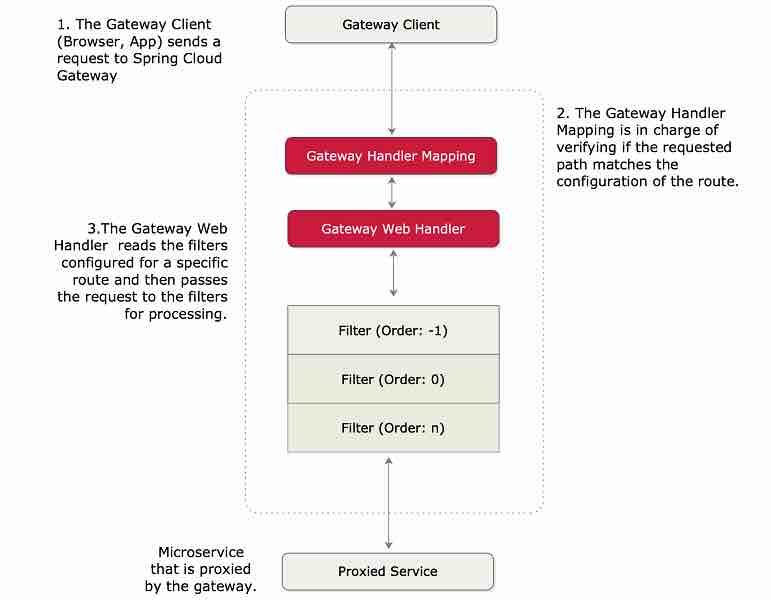 1. The Gateway Client
(Browser, App) sends a
request to Spring Cloud
Gateway
Gateway Client
2. The Gateway Handler
Mapping is in charge of
verifying if the requested
path matches the
configuration of the route.
Gateway Handler Mapping
Gateway Web Handler
3.The Gateway Web
Handler  reads the filters
configured for a specific
route and then passes
the request to the filters
for processing.
Filter (Order: -1)
Filter (Order: 0)
Filter (Order: n)
Microservice
that is proxied
by the gateway.
Proxied Service